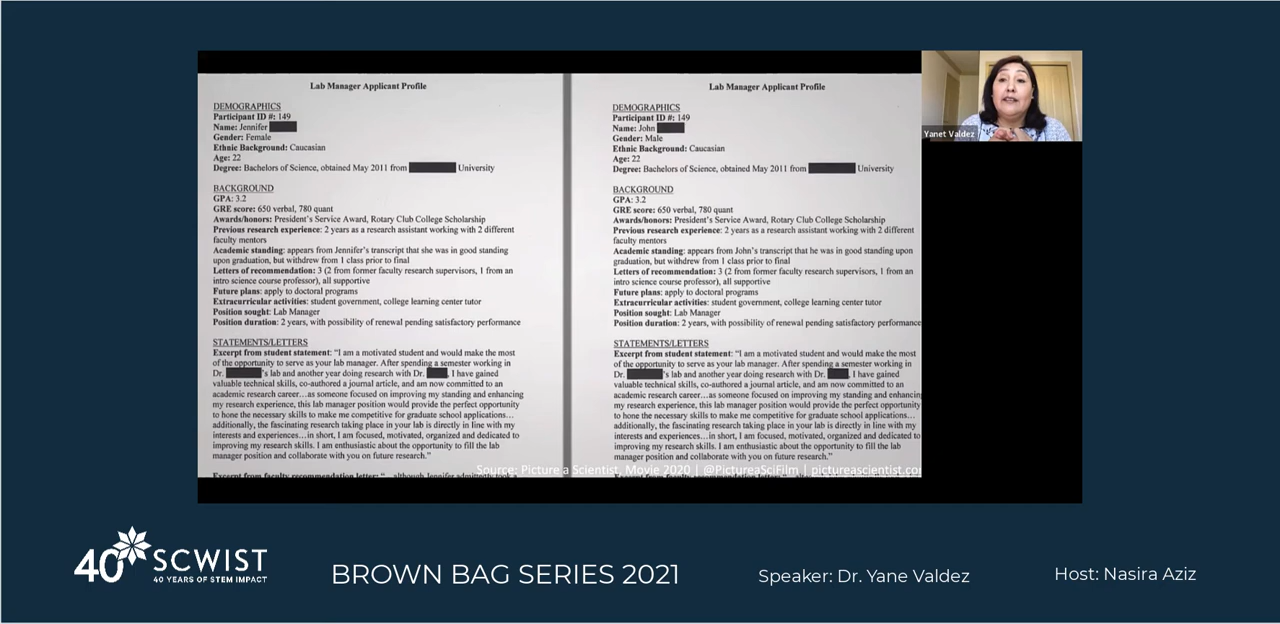 Lab Manager Applicant Profile
DEMOGRAPHICS
Participant ID #: 149
Name: Jennifer
Gender: Female
Ethnic Background: Caucasian
Age: 22
Degree: Bachelors of Science, obtained May 2011 from University
BACKGROUND
GPA: 3.2
GRE score: 650 verbal, 780 quant
Awards/honors: President's Service Award, Rotary Club College Scholarship
Previous research experience: 2 years as a research assistant working with 2 different
faculty mentors
Academic standing: appears from Jennifer's transcript that she was in good standing
upon graduation, but withdrew from 1 class prior to final
Letters of recommendation: 3 (2 from former faculty research supervisors, 1 from an
intro science course professor), all supportive
Future plans: apply to doctoral programs
Extracurricular activities: student government, college learning center tutor
Position sought: Lab Manager
Position duration: 2 years, with possibility of renewal pending satisfactory performance
STATEMENTS/LETTERS
Excerpt from student statement: "I am a motivated student and would make the most
of the opportunity to serve as your lab manager. After spending a semester working in
Dr. 's lab and another year doing research with Dr. , I have gained
valuable technical skills, co-authored a journal article, and am now committed to an
academic research career…as someone focused on improving my standing and enhancing
my research experience, this lab manager position would provide the perfect opportunity
to hone the necessary skills to make me competitive for graduate school applications…
additionally, the fascinating research taking place in your lab is directly in line with my
interests and experiences…in short, I am focused, motivated, organized and dedicated to
improving my research skills. I am enthusiastic about the opportunity to fill the lab
manager position and collaborate with you on future research."
Excerpt from faculty recommendation letter: "…although Jennifer admittedly took a
Lab Manager Applicant Profile
DEMOGRAPHICS
Participant ID #: 149
Name: John
Gender: Male
Ethnic Background: Caucasian
Age: 22
Degree: Bachelors of Science, obtained May 2011 from University
BACKGROUND
GPA: 3.2
GRE score: 650 verbal, 780 quant
Awards/honors: President's Service Award, Rotary Club College Scholarship
Previous research experience: 2 years as a research assistant working with 2 different
faculty mentors
Academic standing: appears from John's transcript that he was in good standing upon
graduation, but withdrew from 1 class prior to final
Letters of recommendation: 3 (2 from former faculty research supervisors, 1 from an
intro science course professor), all supportive
Future plans: apply to doctoral programs
Extracurricular activities: student government, college learning center tutor
Position sought: Lab Manager
Position duration: 2 years, with possibility of renewal pending satisfactory performance
STATEMENTS/LETTERS
Excerpt from student statement: "I am a motivated student and would make the most
of the opportunity to serve as your lab manager. After spending a semester working in
Dr. 's lab and another year doing research with Dr. , I have gained
valuable technical skills, co-authored a journal article, and am now committed to an
academic research career…as someone focused on improving my standing and enhancing
my research experience, this lab manager position would provide the perfect opportunity
to hone the necessary skills to make me competitive for graduate school applications…
additionally, the fascinating research taking place in your lab is directly in line with my
interests and experiences…in short, I am focused, motivated, organized and dedicated to
improving my research skills. I am enthusiastic about the opportunity to fill the lab
manager position and collaborate with you on future research."
Source: Picture a Scientist, Movie 2020 | @PictureaSciFilm | pictureascientist.com
Yanet Valdez
40 SCWIST
40 YEARS OF STEM IMPACT
BROWN BAG SERIES 2021
Speaker: Dr. Yane Valdez
Host: Nasira Aziz